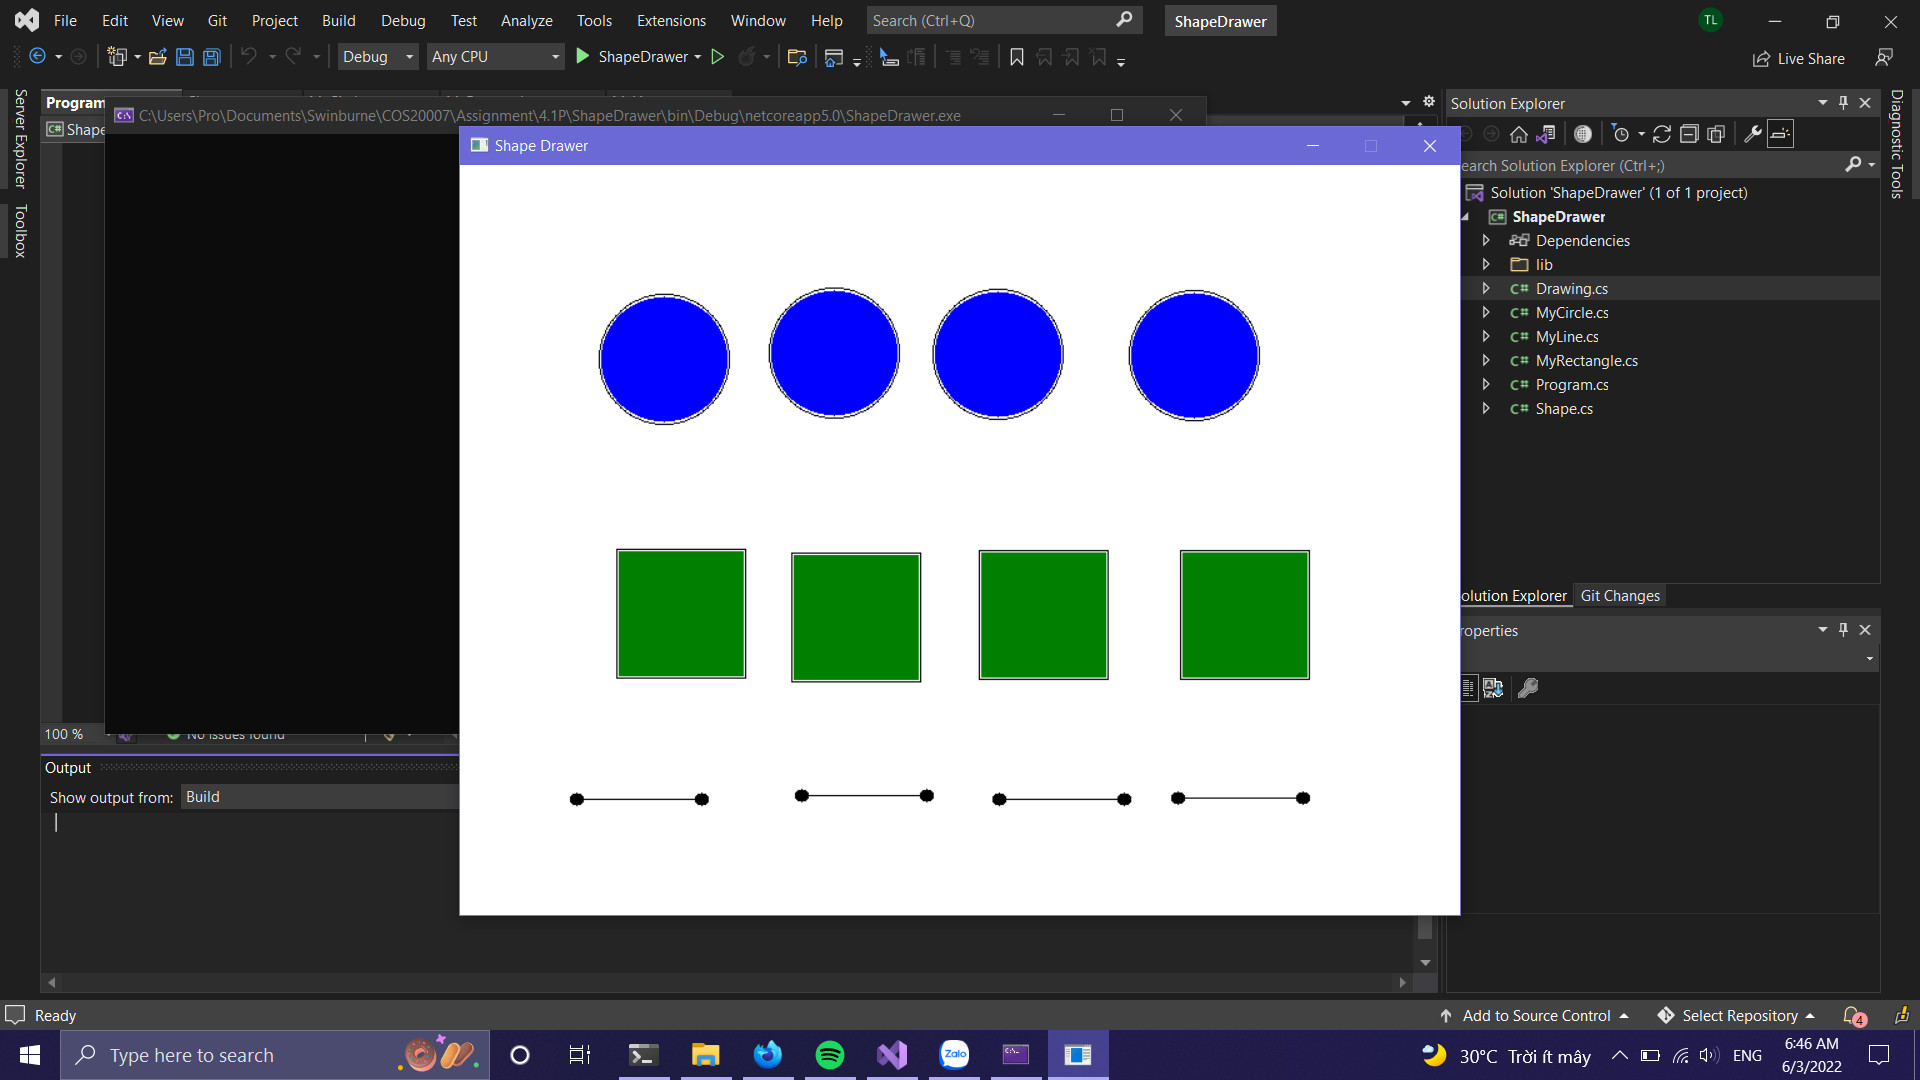 File Edit View Git Project Build Debug Test Analyze Tools Extensions Window Help Search (Ctrl+Q) ShapeDrawer TL
Debug Any CPU ShapeDrawer Live Share
Server Explorer
Toolbox
Program
Shape
C:\Users\Pro\Documents\Swinburne\COS20007\Assignment\4.1P\ShapeDrawer\bin\Debug\netcoreapp5.0\ShapeDrawer.exe
Shape Drawer
Solution Explorer
earch Solution Explorer (Ctrl+;)
Solution 'ShapeDrawer' (1 of 1 project)
C# ShapeDrawer
Dependencies
lib
C# Drawing.cs
C# MyCircle.cs
C# MyLine.cs
C# MyRectangle.cs
C# Program.cs
C# Shape.cs
Diagnostic Tools
olution Explorer Git Changes
roperties
100 % No issues found
Output
Show output from: Build
Ready Add to Source Control Select Repository 4
Type here to search Zalo 30°C Trời ít mây ENG 6:46 AM
6/3/2022